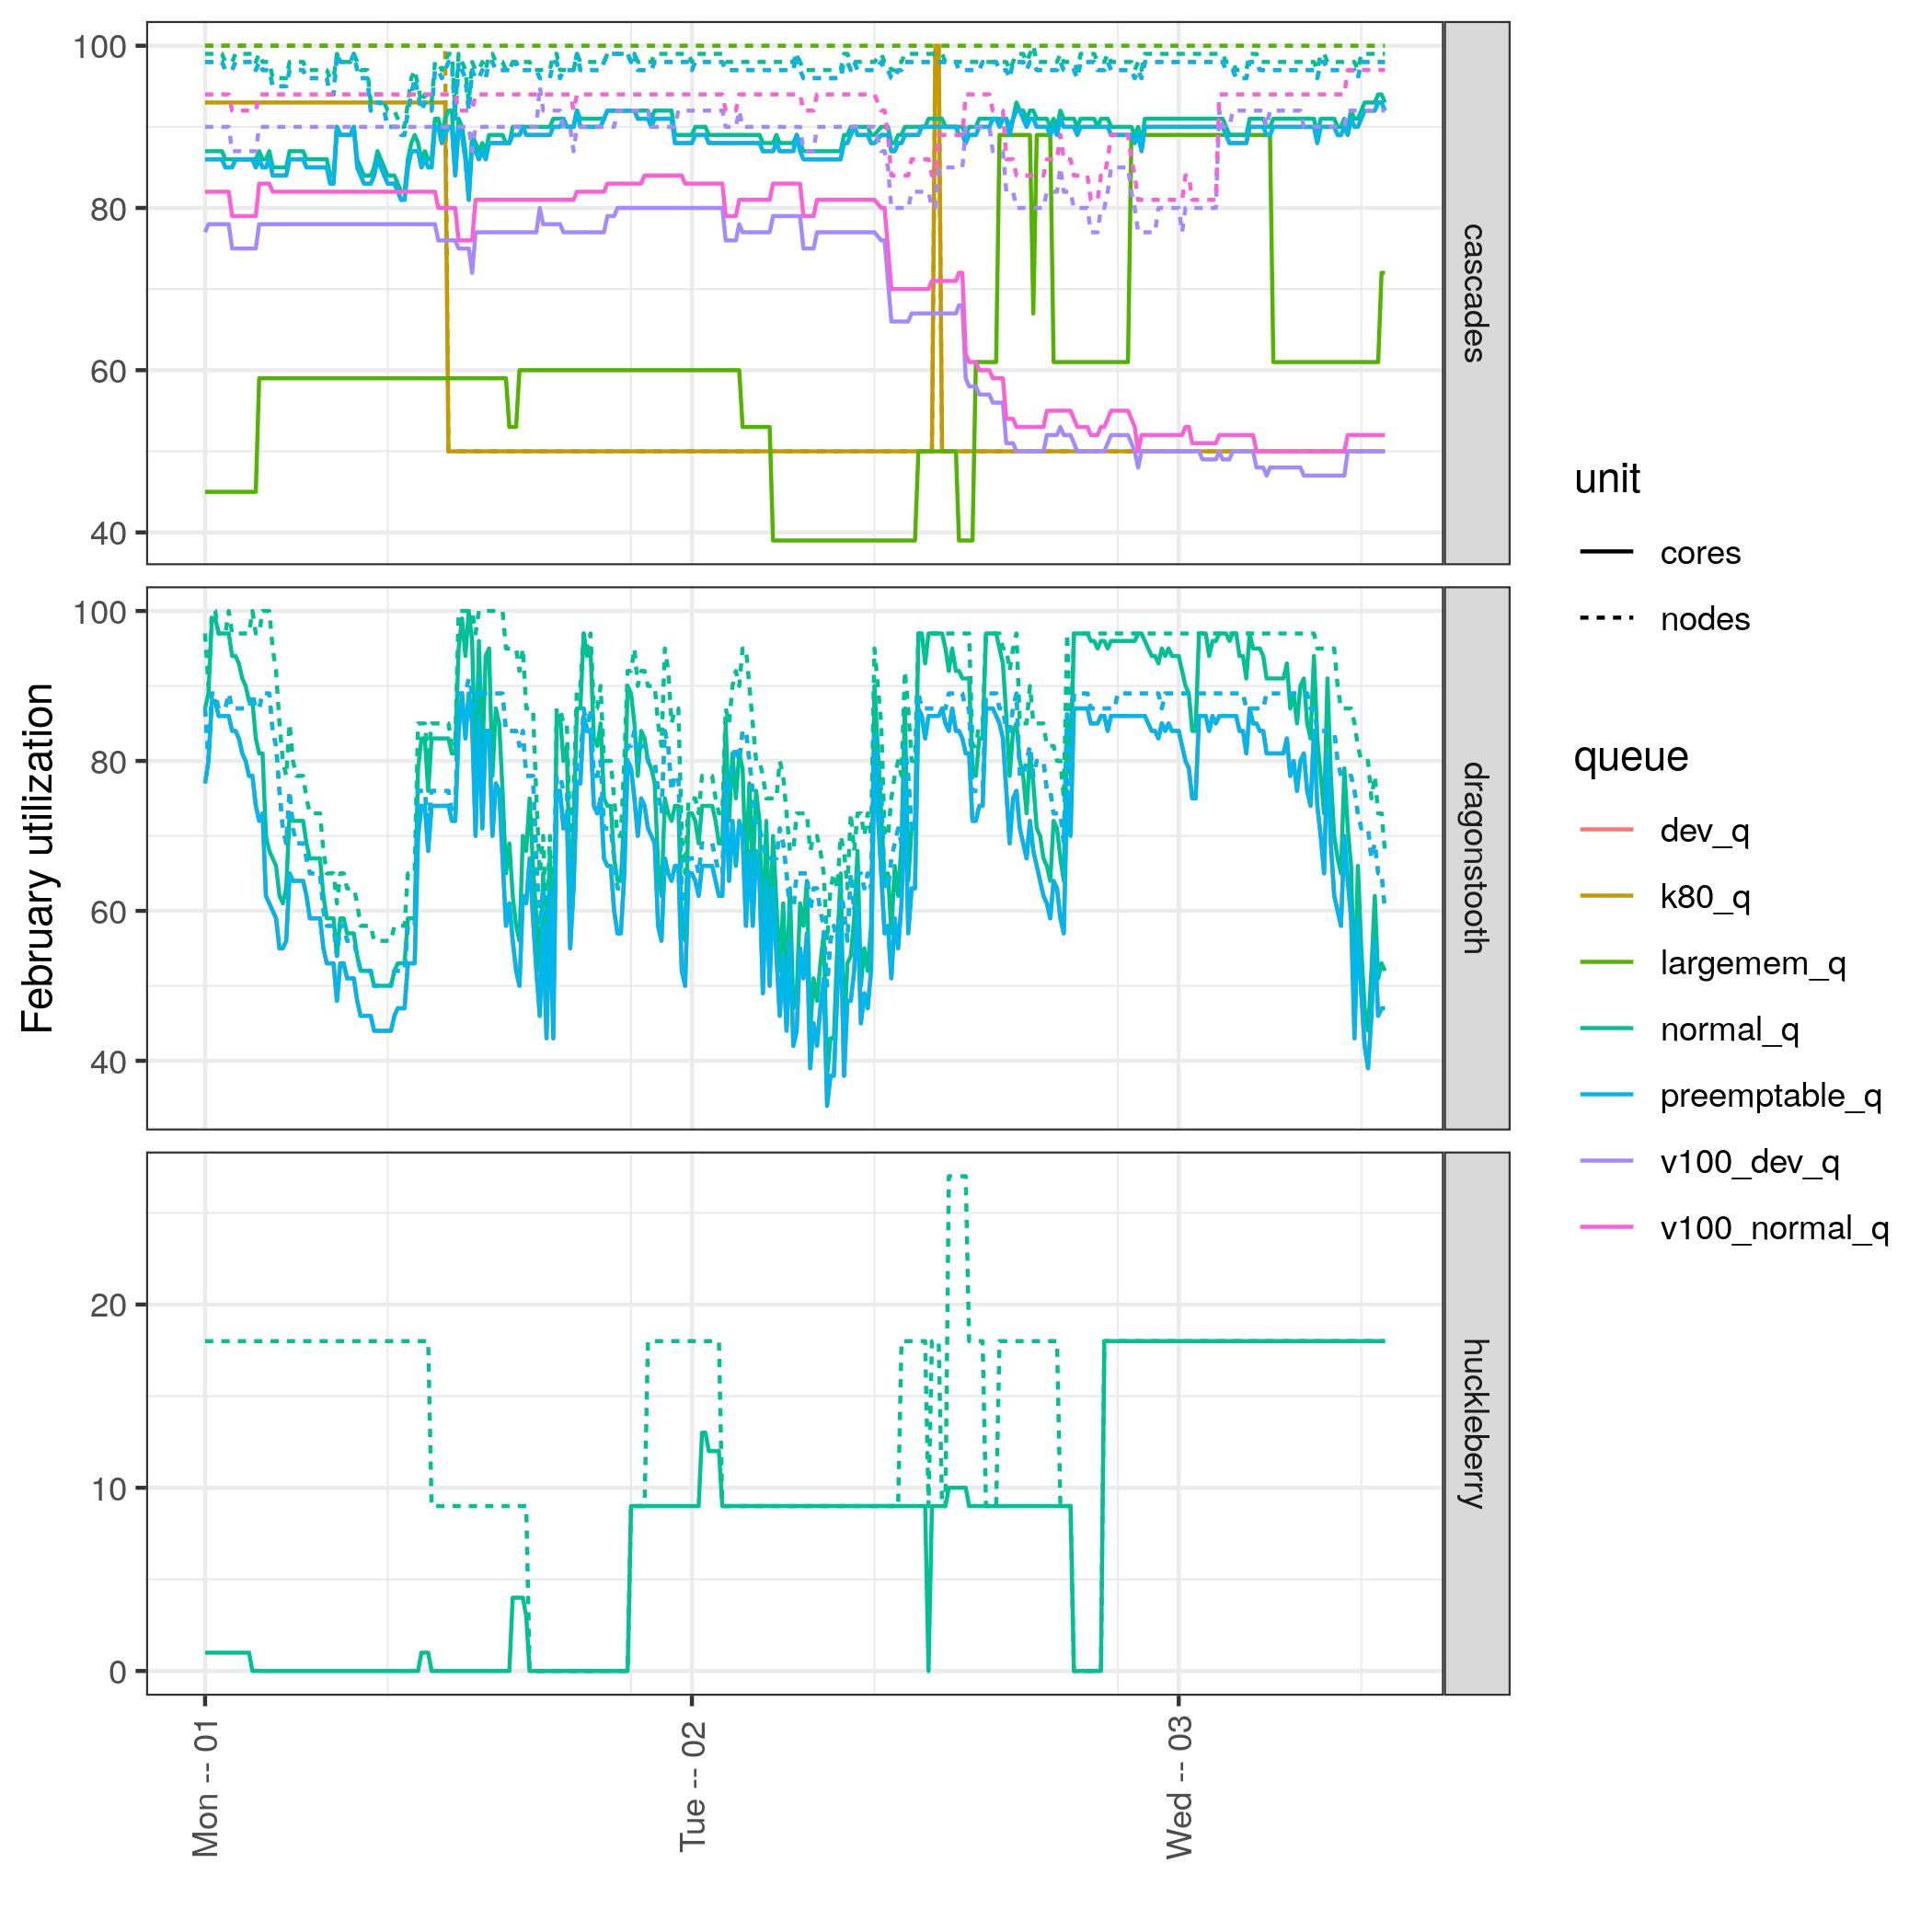 February utilization
100
80
60
40
cascades
100
80
60
40
dragonstooth
20
10
0
huckleberry
Mon -- 01
Tue -- 02
Wed -- 03
unit
cores
nodes
queue
dev_q
k80_q
largemem_q
normal_q
preemptable_q
v100_dev_q
v100_normal_q